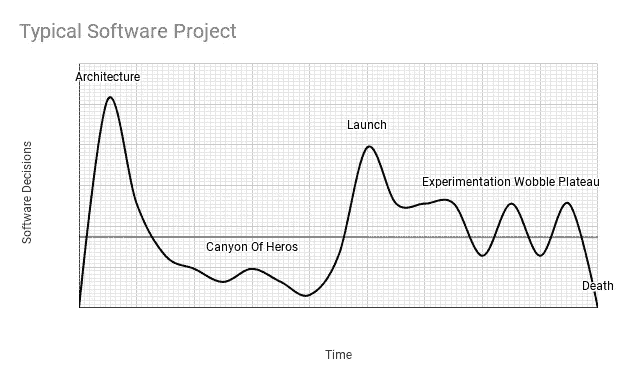 Typical Software Project
Architecture
Launch
Experimentation Wobble Plateau
Software Decisions
Canyon Of Heros
Death
Time